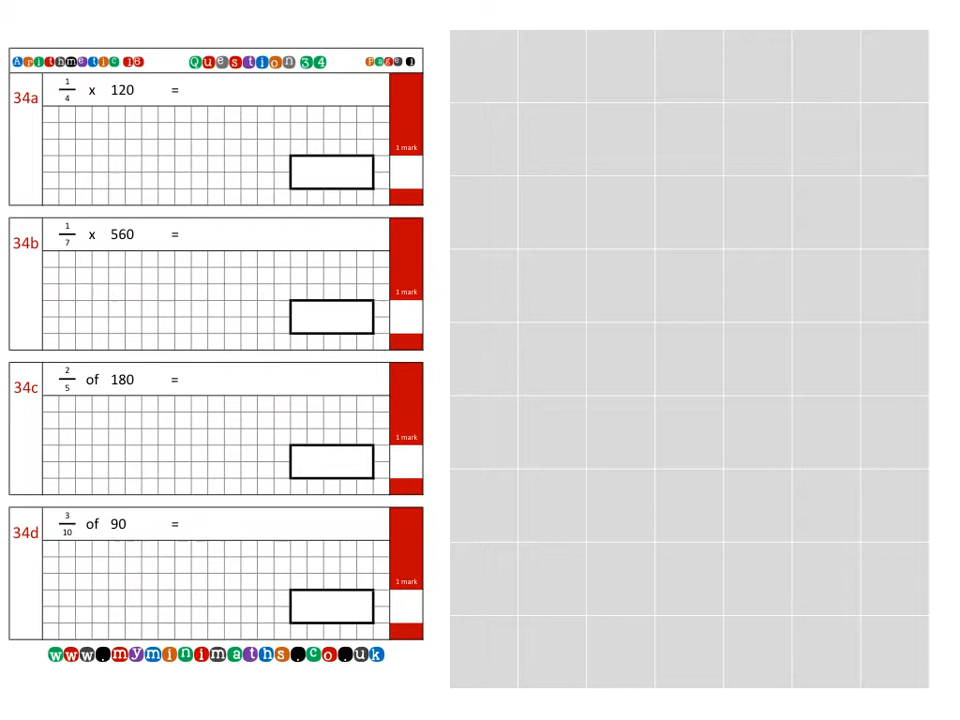 Arithmetic 16 Question 34 Page 1
34a 1/4 x 120 =
1 mark
34b 1/7 x 560 =
1 mark
34c 2/5 of 180 =
1 mark
34d 3/10 of 90 =
1 mark
www.myminimaths.co.uk